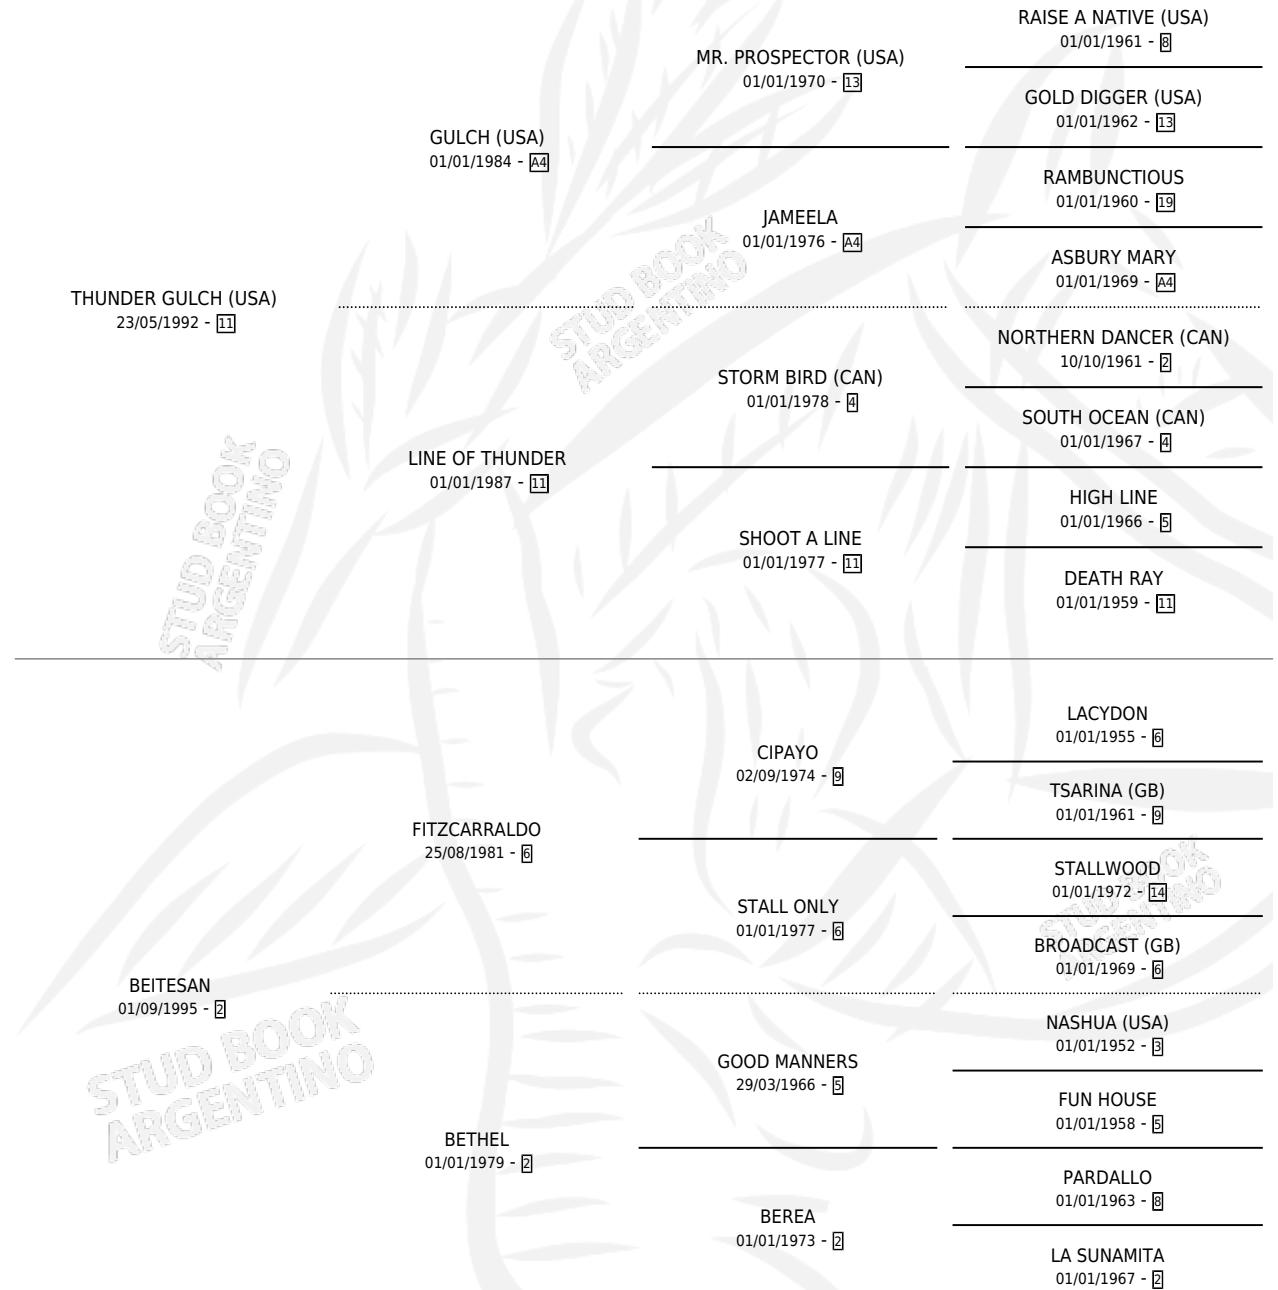 RAISE A NATIVE (USA)
01/01/1961 - 8
MR. PROSPECTOR (USA)
01/01/1970 - 13
GOLD DIGGER (USA)
01/01/1962 - 13
GULCH (USA)
01/01/1984 - A4
RAMBUNCTIOUS
01/01/1960 - 19
JAMEELA
01/01/1976 - A4
ASBURY MARY
01/01/1969 - A4
THUNDER GULCH (USA)
23/05/1992 - 11
NORTHERN DANCER (CAN)
10/10/1961 - 2
STORM BIRD (CAN)
01/01/1978 - 4
SOUTH OCEAN (CAN)
01/01/1967 - 4
LINE OF THUNDER
01/01/1987 - 11
HIGH LINE
01/01/1966 - 5
SHOOT A LINE
01/01/1977 - 11
DEATH RAY
01/01/1959 - 11
STUD BOOK
ARGENTINO
STUD BOOK
ARGENTINO
LACYDON
01/01/1955 - 6
CIPAYO
02/09/1974 - 9
TSARINA (GB)
01/01/1961 - 9
FITZCARRALDO
25/08/1981 - 6
STALLWOOD
01/01/1972 - 14
STALL ONLY
01/01/1977 - 6
BROADCAST (GB)
01/01/1969 - 6
STUD BOOK
ARGENTINO
BEITESAN
01/09/1995 - 2
NASHUA (USA)
01/01/1952 - 3
GOOD MANNERS
29/03/1966 - 5
FUN HOUSE
01/01/1958 - 5
BETHEL
01/01/1979 - 2
PARDALLO
01/01/1963 - 8
BEREA
01/01/1973 - 2
LA SUNAMITA
01/01/1967 - 2
STUD BOOK
ARGENTINO